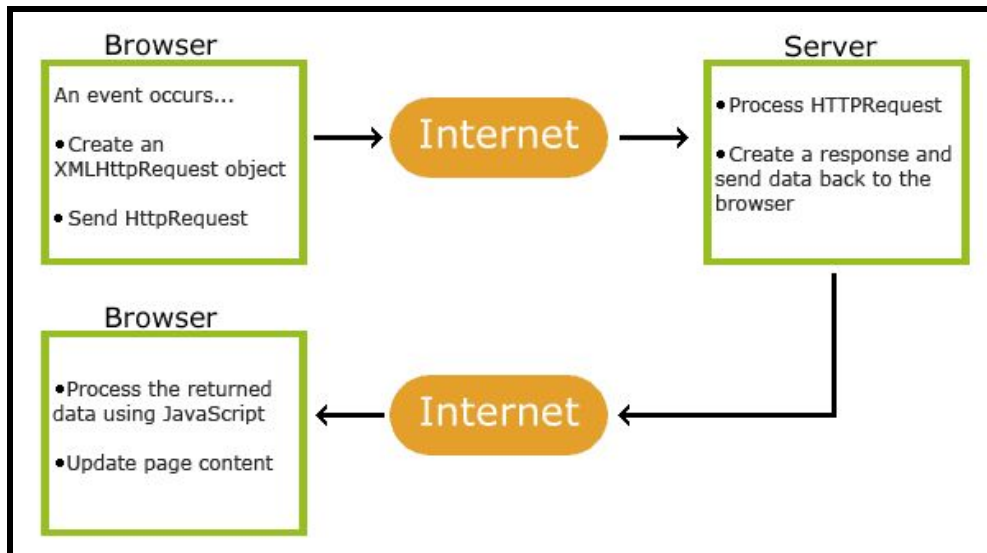 Browser
An event occurs...
•Create an
XMLHttpRequest object
• Send HttpRequest
Internet
Server
•Process HTTPRequest
•Create a response and
send data back to the
browser
Browser
•Process the returned
data using JavaScript
•Update page content
Internet